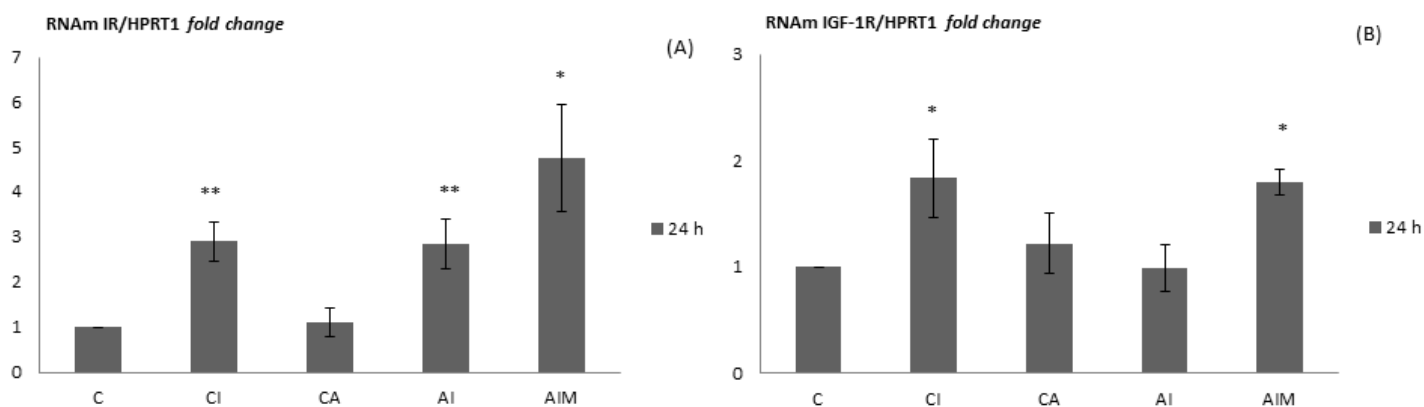 RNAm IR/HPRT1 fold change
(A)
7
6
5
4
3
2
1
0
*
**
**
C CI CA AI AIM
24 h
RNAm IGF-1R/HPRT1 fold change
(B)
3
2
1
0
*
*
C CI CA AI AIM
24 h